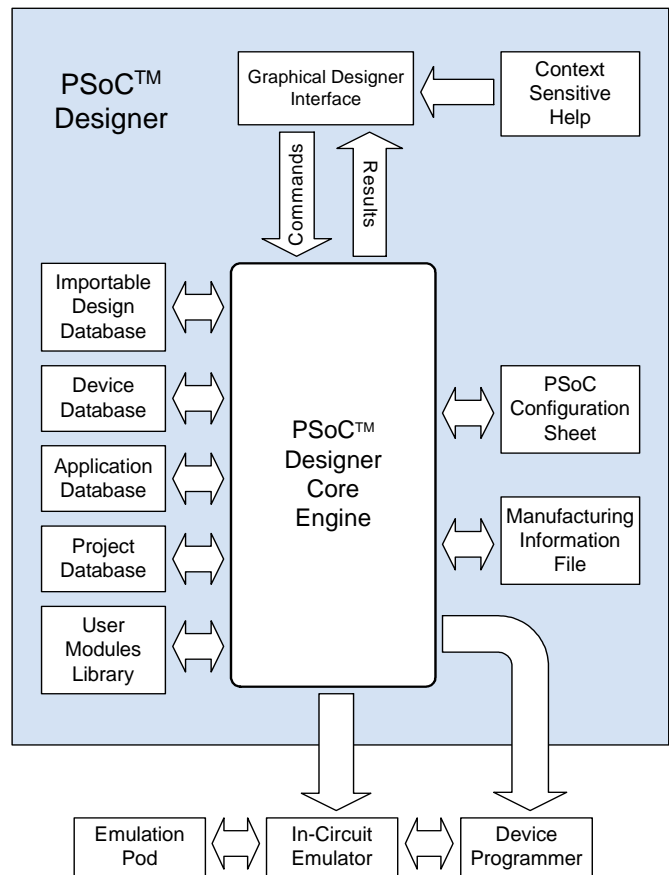 PSoC™
Designer
Graphical Designer
Interface
Context
Sensitive
Help
Commands
Results
Importable
Design
Database
Device
Database
Application
Database
Project
Database
User
Modules
Library
PSoC™
Designer
Core
Engine
PSoC
Configuration
Sheet
Manufacturing
Information
File
Emulation
Pod
In-Circuit
Emulator
Device
Programmer